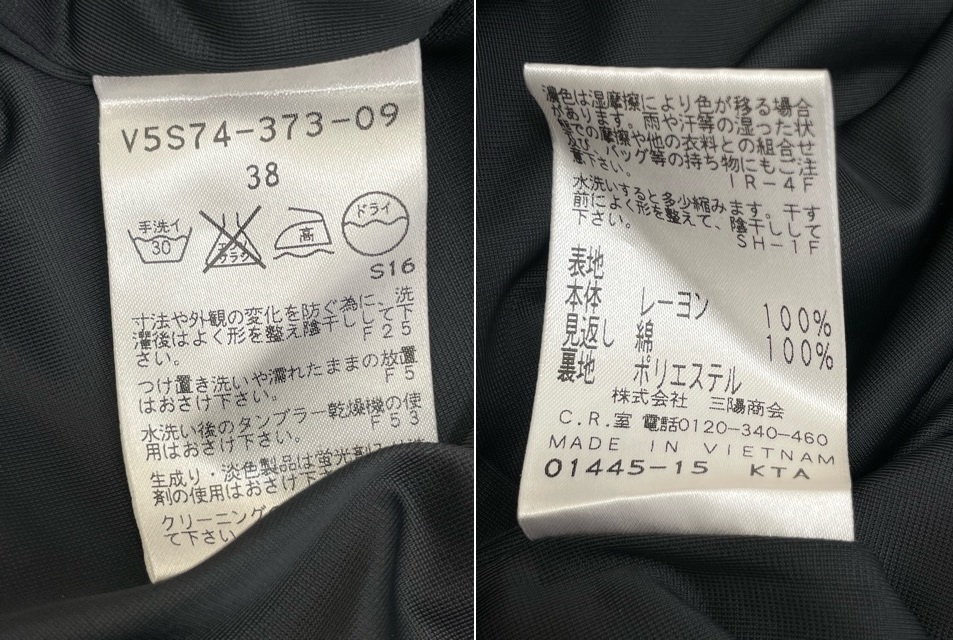 V5S74-373-09
38
手洗イ
30
エンソ
サラシ
高
ドライ
S16
寸法や外観の変化を防ぐ為に、洗
濯後はよく形を整え陰干しして下
さい。 F25
つけ置き洗いや濡れたままの放置
はおさけ下さい。 F5
水洗い後のタンブラー乾燥機の使
用はおさけ下さい。 F53
生成り・淡色製品は蛍光剤
剤の使用はおさけ下
クリーニング
て下さい
濃色は湿摩擦により色が移る場合
があります。雨や汗等の湿った状
態での摩擦や他の衣料との組合せ
及び、バッグ等の持ち物にもご注
意下さい。 IR-4F
水洗いすると多少縮みます。干す
前によく形を整えて、陰干しして
下さい。 SH-1F
表地
本体 レーヨン 100%
見返し 綿 100%
裏地 ポリエステル
株式会社 三陽商会
C.R.室 電話0120-340-460
MADE IN VIETNAM
01445-15 KTA